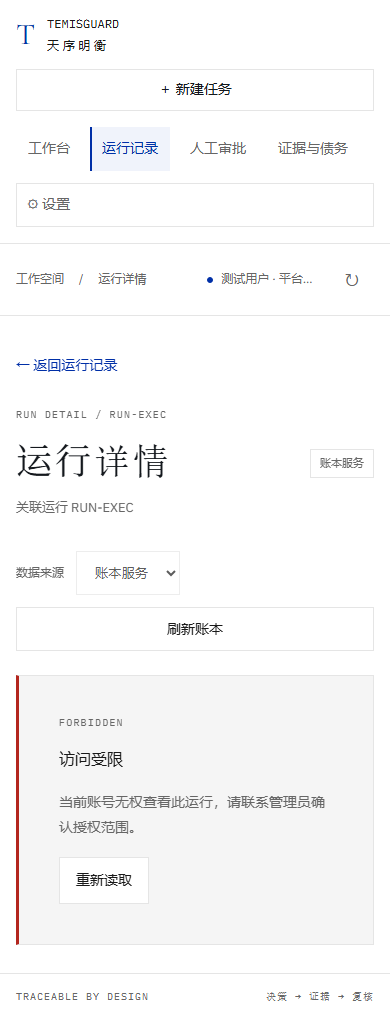 T
TEMISGUARD
天序明衡
+ 新建任务
工作台 运行记录 人工审批 证据与债务
⚙ 设置
工作空间 / 运行详情 测试用户 · 平台... ↻
← 返回运行记录
RUN DETAIL / RUN-EXEC
运行详情 账本服务
关联运行 RUN-EXEC
数据来源 账本服务
刷新账本
FORBIDDEN
访问受限
当前账号无权查看此运行，请联系管理员确
认授权范围。
重新读取
TRACEABLE BY DESIGN 决策 → 证据 → 复核